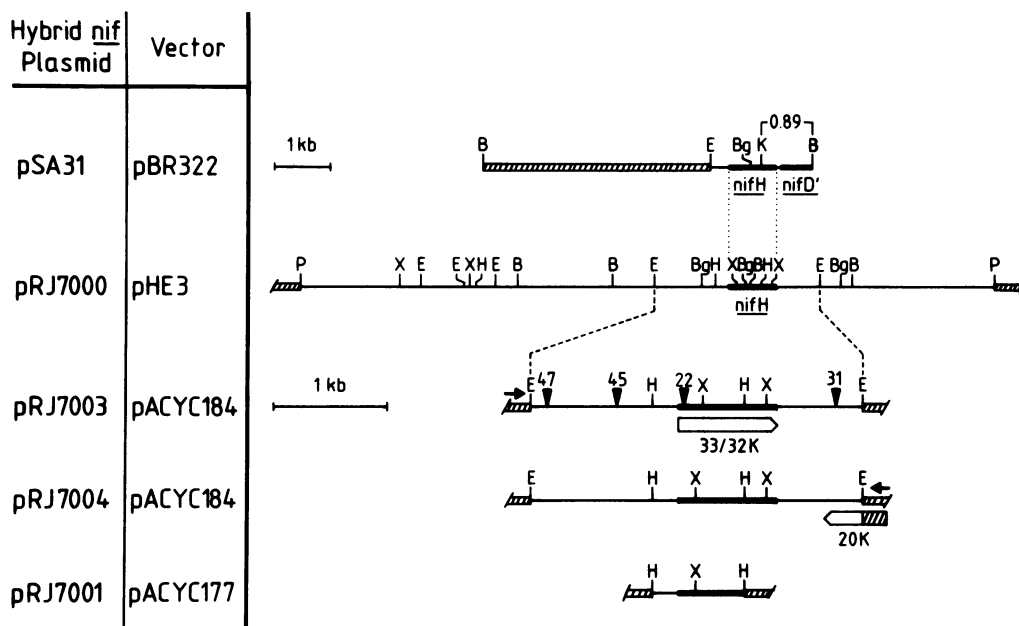 Hybrid nif Plasmid Vector
pSA31 pBR322 1 kb B E Bg K 0.89 B
nifH nifD'
pRJ7000 pHE3 P X E E X H E B B E Bg H X Bg B H X E Bg B P
nifH
pRJ7003 pACYC184 1 kb E 47 45 H 22 X H X 31 E
33/32K
pRJ7004 pACYC184 E H X H X E
20K
pRJ7001 pACYC177 H X H